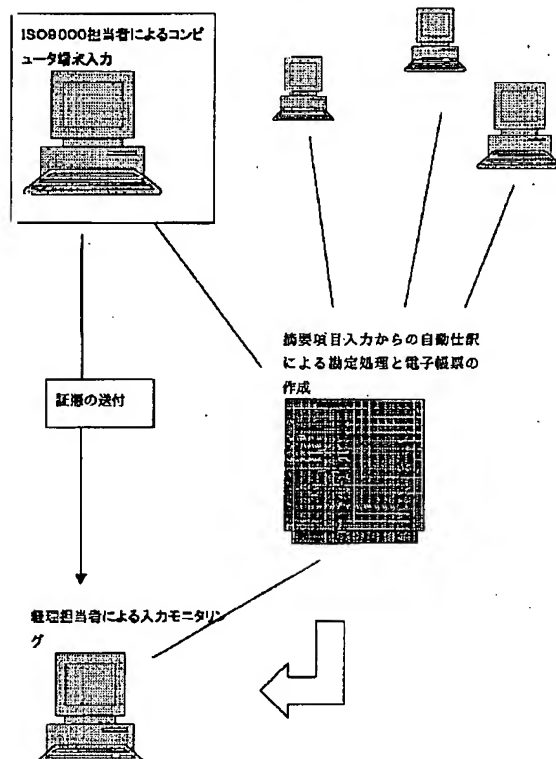 ISO9000担当者によるコンピ
ュータ端末入力
摘要項目入力からの自動仕訳
による勘定処理と電子帳票の
作成
証憑の送付
経理担当者による入力モニタリン
グ